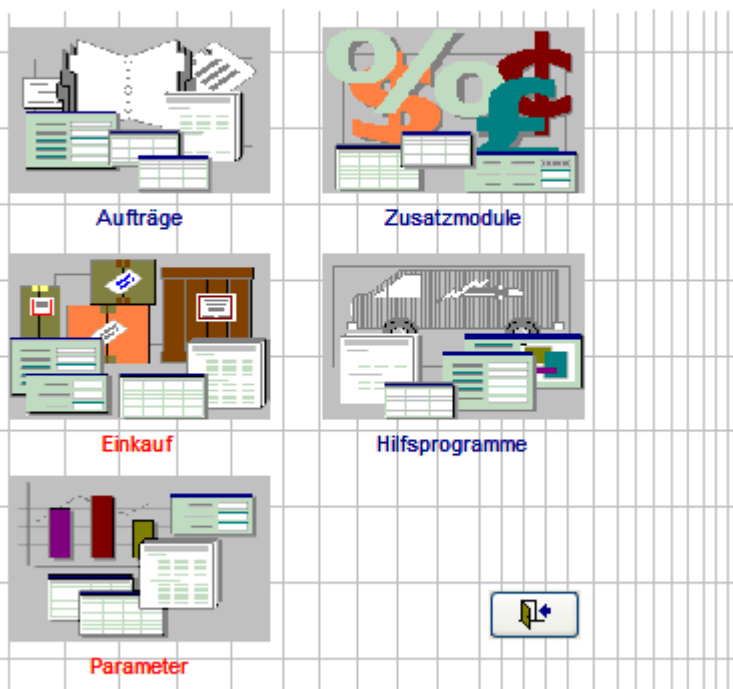 Aufträge
Zusatzmodule
Einkauf
Hilfsprogramme
Parameter